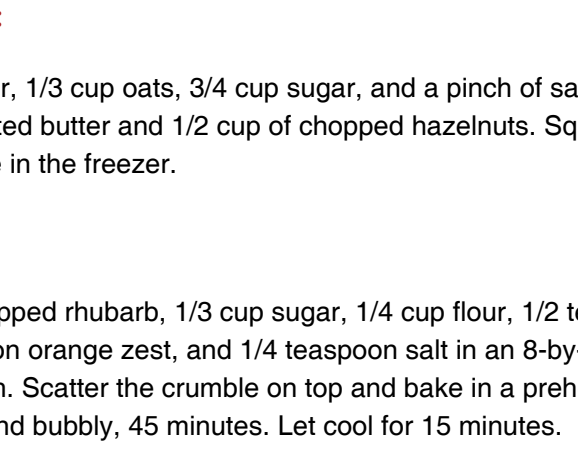 :
r, 1/3 cup oats, 3/4 cup sugar, and a pinch of sa
ted butter and 1/2 cup of chopped hazelnuts. Sq
e in the freezer.
pped rhubarb, 1/3 cup sugar, 1/4 cup flour, 1/2 t
on orange zest, and 1/4 teaspoon salt in an 8-by-
n. Scatter the crumble on top and bake in a preh
nd bubbly, 45 minutes. Let cool for 15 minutes.